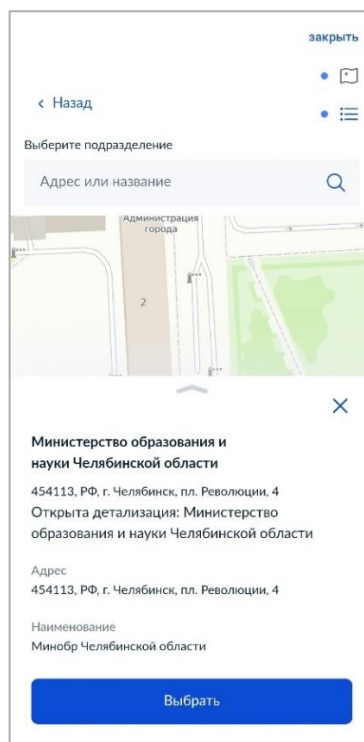 закрыть
Назад
Выберите подразделение
Адрес или название
Администрация
города
2
Министерство образования и
науки Челябинской области
454113, РФ, г. Челябинск, пл. Революции, 4
Открыта детализация: Министерство
образования и науки Челябинской области
Адрес
454113, РФ, г. Челябинск, пл. Революции, 4
Наименование
Минобр Челябинской области
Выбрать